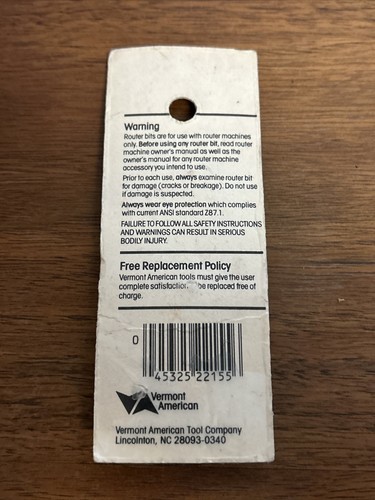 Warning
Router bits are for use with router machines
only. Before using any router bit, read router
machine owner's manual as well as the
owner's manual for any router machine
accessory you intend to use.
Prior to each use, always examine router bit
for damage (cracks or breakage). Do not use
if damage is suspected.
Always wear eye protection which complies
with current ANSI standard Z87.1.
FAILURE TO FOLLOW ALL SAFETY INSTRUCTIONS
AND WARNINGS CAN RESULT IN SERIOUS
BODILY INJURY.
Free Replacement Policy
Vermont American tools must give the user
complete satisfaction be replaced free of
charge.
0
45325 22155
Vermont
American
Vermont American Tool Company
Lincolnton, NC 28093-0340